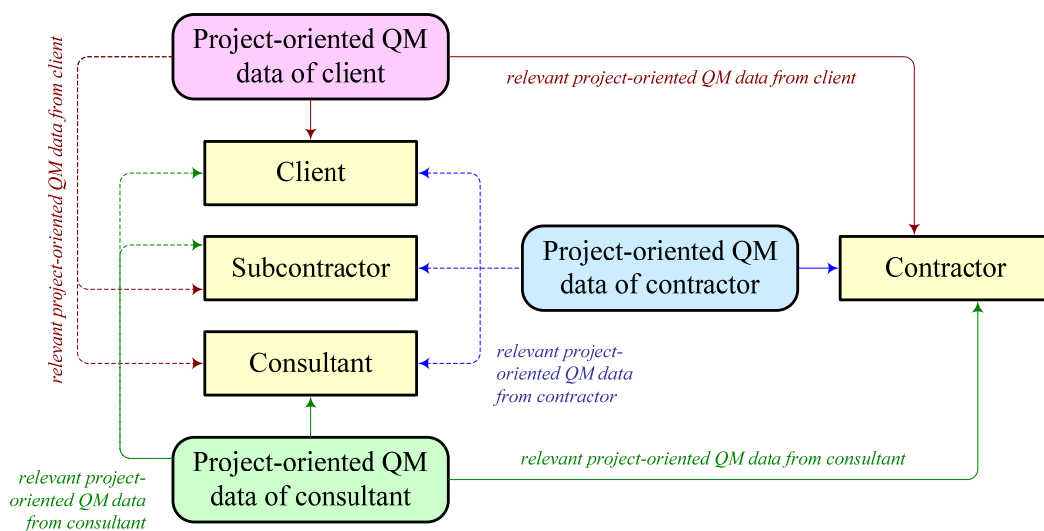 Project-oriented QM
data of client
relevant project-oriented QM data from client
relevant project-oriented QM data from client
Client
Subcontractor
Project-oriented QM
data of contractor
Contractor
Consultant
relevant project-
oriented QM data
from contractor
Project-oriented QM
data of consultant
relevant project-oriented QM data from consultant
relevant project-
oriented QM data
from consultant